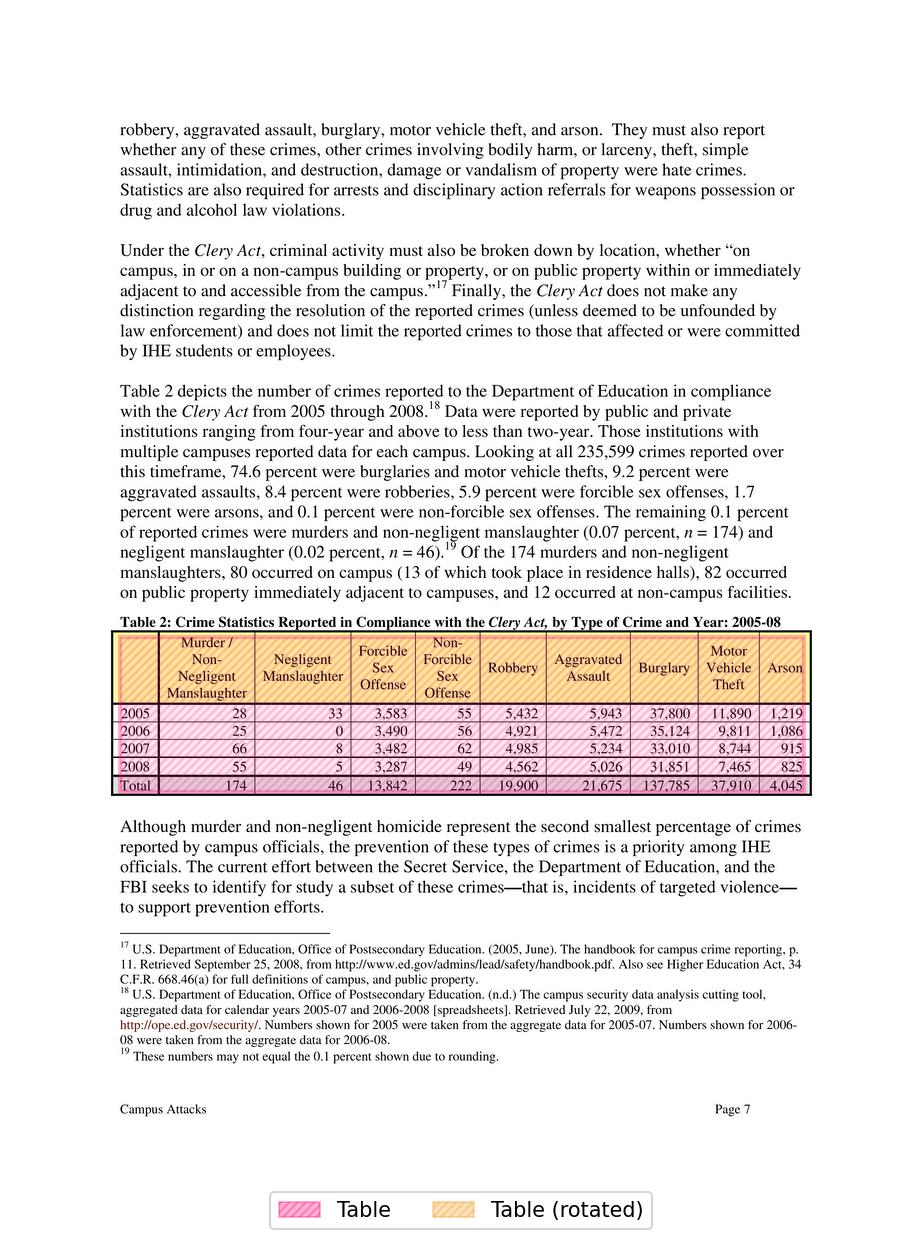 robbery, aggravated assault, burglary, motor vehicle theft, and arson.  They must also report
whether any of these crimes, other crimes involving bodily harm, or larceny, theft, simple
assault, intimidation, and destruction, damage or vandalism of property were hate crimes.
Statistics are also required for arrests and disciplinary action referrals for weapons possession or
drug and alcohol law violations.
Under the Clery Act, criminal activity must also be broken down by location, whether “on
campus, in or on a non-campus building or property, or on public property within or immediately
adjacent to and accessible from the campus.”17 Finally, the Clery Act does not make any
distinction regarding the resolution of the reported crimes (unless deemed to be unfounded by
law enforcement) and does not limit the reported crimes to those that affected or were committed
by IHE students or employees.
Table 2 depicts the number of crimes reported to the Department of Education in compliance
with the Clery Act from 2005 through 2008.18 Data were reported by public and private
institutions ranging from four-year and above to less than two-year. Those institutions with
multiple campuses reported data for each campus. Looking at all 235,599 crimes reported over
this timeframe, 74.6 percent were burglaries and motor vehicle thefts, 9.2 percent were
aggravated assaults, 8.4 percent were robberies, 5.9 percent were forcible sex offenses, 1.7
percent were arsons, and 0.1 percent were non-forcible sex offenses. The remaining 0.1 percent
of reported crimes were murders and non-negligent manslaughter (0.07 percent, n = 174) and
negligent manslaughter (0.02 percent, n = 46).19 Of the 174 murders and non-negligent
manslaughters, 80 occurred on campus (13 of which took place in residence halls), 82 occurred
on public property immediately adjacent to campuses, and 12 occurred at non-campus facilities.
Table 2: Crime Statistics Reported in Compliance with the Clery Act, by Type of Crime and Year: 2005-08
Murder /
Non-
Negligent
Manslaughter
Negligent
Manslaughter
Forcible
Sex
Offense
Non-
Forcible
Sex
Offense
Robbery
Aggravated
Assault
Burglary
Motor
Vehicle
Theft
Arson
2005 28 33 3,583 55 5,432 5,943 37,800 11,890 1,219
2006 25 0 3,490 56 4,921 5,472 35,124 9,811 1,086
2007 66 8 3,482 62 4,985 5,234 33,010 8,744 915
2008 55 5 3,287 49 4,562 5,026 31,851 7,465 825
Total 174 46 13,842 222 19,900 21,675 137,785 37,910 4,045
Although murder and non-negligent homicide represent the second smallest percentage of crimes
reported by campus officials, the prevention of these types of crimes is a priority among IHE
officials. The current effort between the Secret Service, the Department of Education, and the
FBI seeks to identify for study a subset of these crimes—that is, incidents of targeted violence—
to support prevention efforts.
17 U.S. Department of Education, Office of Postsecondary Education. (2005, June). The handbook for campus crime reporting, p.
11. Retrieved September 25, 2008, from http://www.ed.gov/admins/lead/safety/handbook.pdf. Also see Higher Education Act, 34
C.F.R. 668.46(a) for full definitions of campus, and public property.
18 U.S. Department of Education, Office of Postsecondary Education. (n.d.) The campus security data analysis cutting tool,
aggregated data for calendar years 2005-07 and 2006-2008 [spreadsheets]. Retrieved July 22, 2009, from
http://ope.ed.gov/security/. Numbers shown for 2005 were taken from the aggregate data for 2005-07. Numbers shown for 2006-
08 were taken from the aggregate data for 2006-08.
19 These numbers may not equal the 0.1 percent shown due to rounding.
Campus Attacks Page 7
Table Table (rotated)